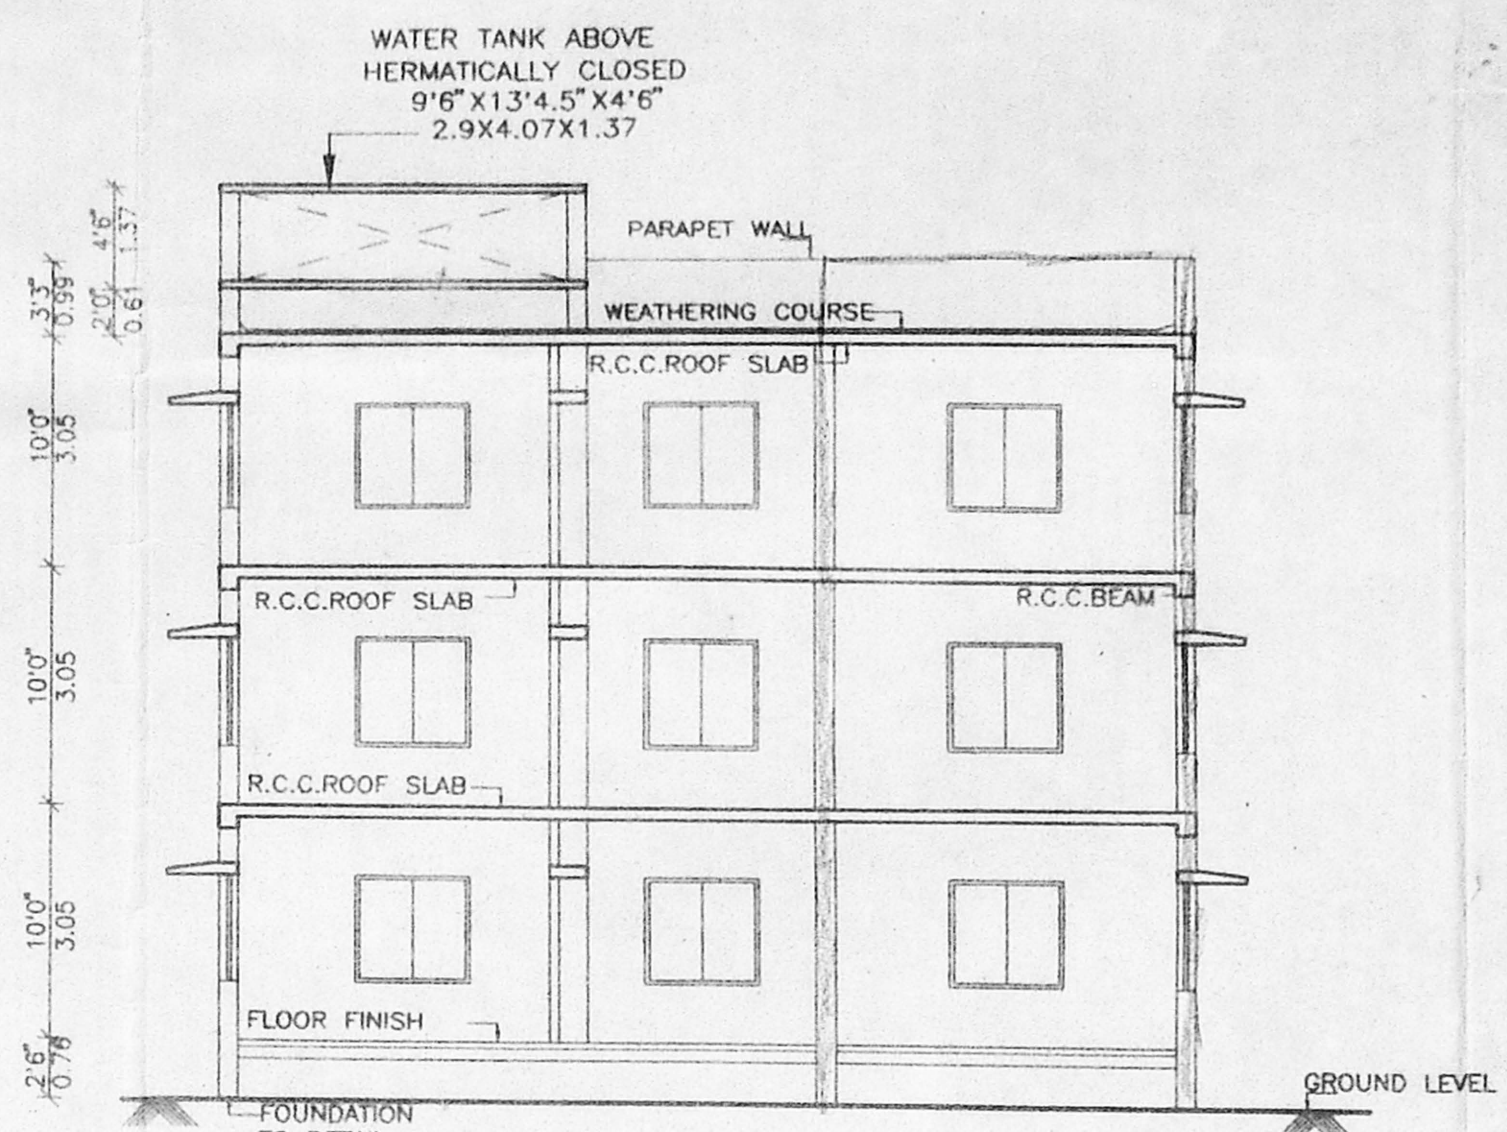 WATER TANK ABOVE
HERMATICALLY CLOSED
9'6"X13'4.5"X4'6"
2.9X4.07X1.37
4'6"
1.37
PARAPET WALL
3'3"
0.99
2'0"
0.61
WEATHERING COURSE
R.C.C.ROOF SLAB
10'0"
3.05
R.C.C.ROOF SLAB
R.C.C.BEAM
10'0"
3.05
R.C.C.ROOF SLAB
10'0"
3.05
FLOOR FINISH
2'6"
0.76
GROUND LEVEL
FOUNDATION